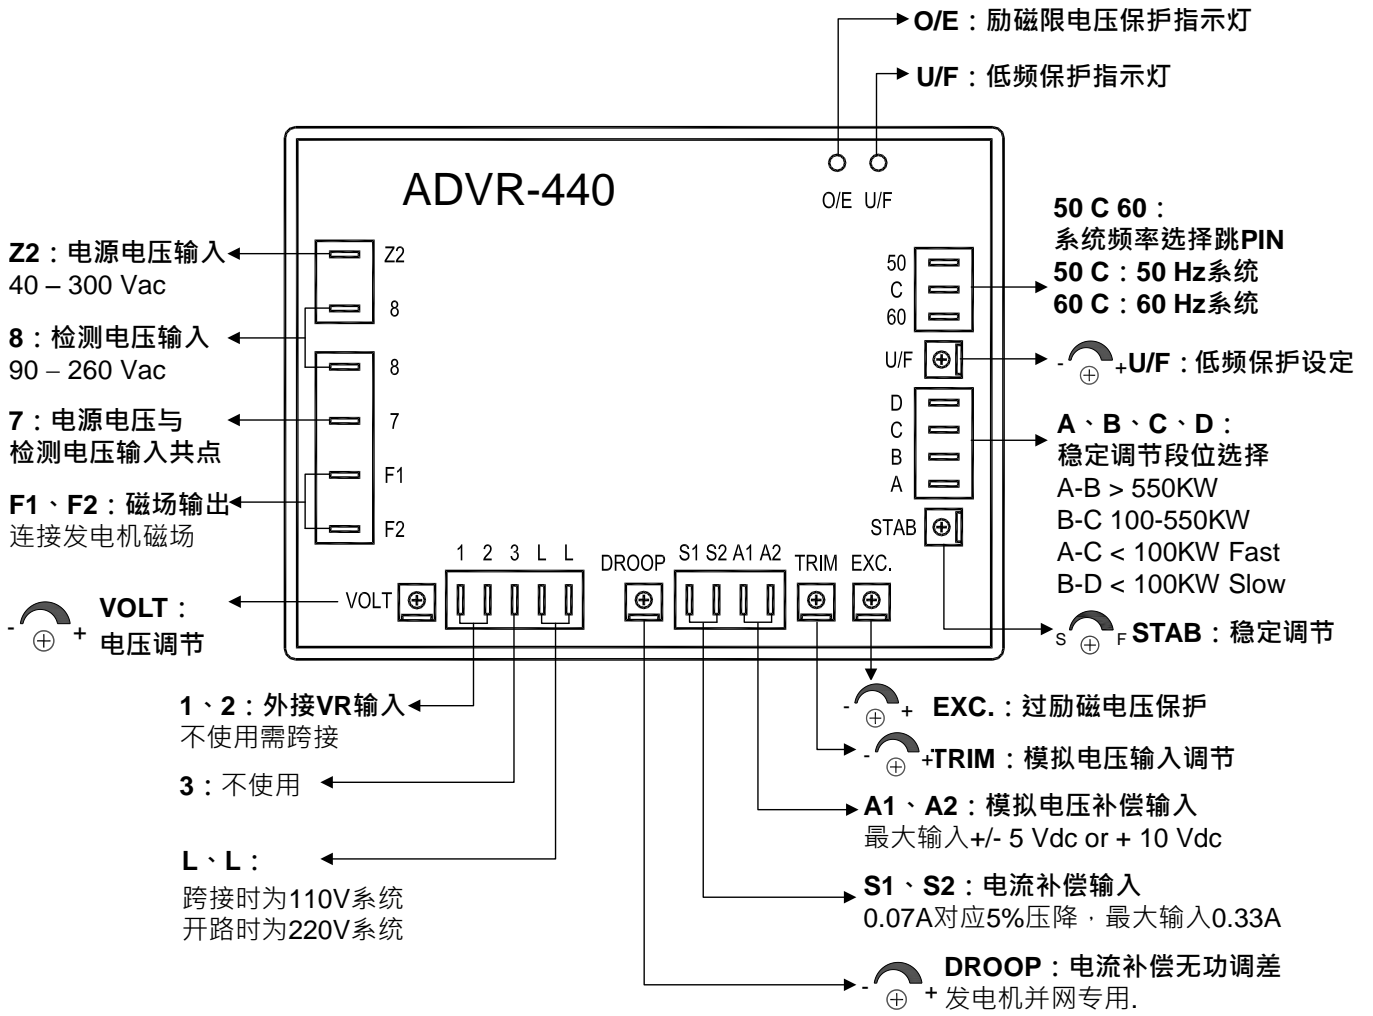 O/E：励磁限电压保护指示灯
U/F：低频保护指示灯
ADVR-440
O/E U/F
Z2
8
8
7
F1
F2
50
C
60
U/F
D
C
B
A
STAB
1 2 3 L L
DROOP
S1 S2 A1 A2
TRIM
EXC.
VOLT
Z2：电源电压输入
40 – 300 Vac
8：检测电压输入
90 – 260 Vac
7：电源电压与
检测电压输入共点
F1、F2：磁场输出
连接发电机磁场
- +
VOLT：
电压调节
50 C 60：
系统频率选择跳PIN
50 C：50 Hz系统
60 C：60 Hz系统
- + U/F：低频保护设定
A、B、C、D：
稳定调节段位选择
A-B > 550KW
B-C 100-550KW
A-C < 100KW Fast
B-D < 100KW Slow
S F STAB：稳定调节
1、2：外接VR输入
不使用需跨接
3：不使用
L、L：
跨接时为110V系统
开路时为220V系统
- + EXC.：过励磁电压保护
- + TRIM：模拟电压输入调节
A1、A2：模拟电压补偿输入
最大输入+/- 5 Vdc or + 10 Vdc
S1、S2：电流补偿输入
0.07A对应5%压降，最大输入0.33A
- + DROOP：电流补偿无功调差
发电机并网专用.